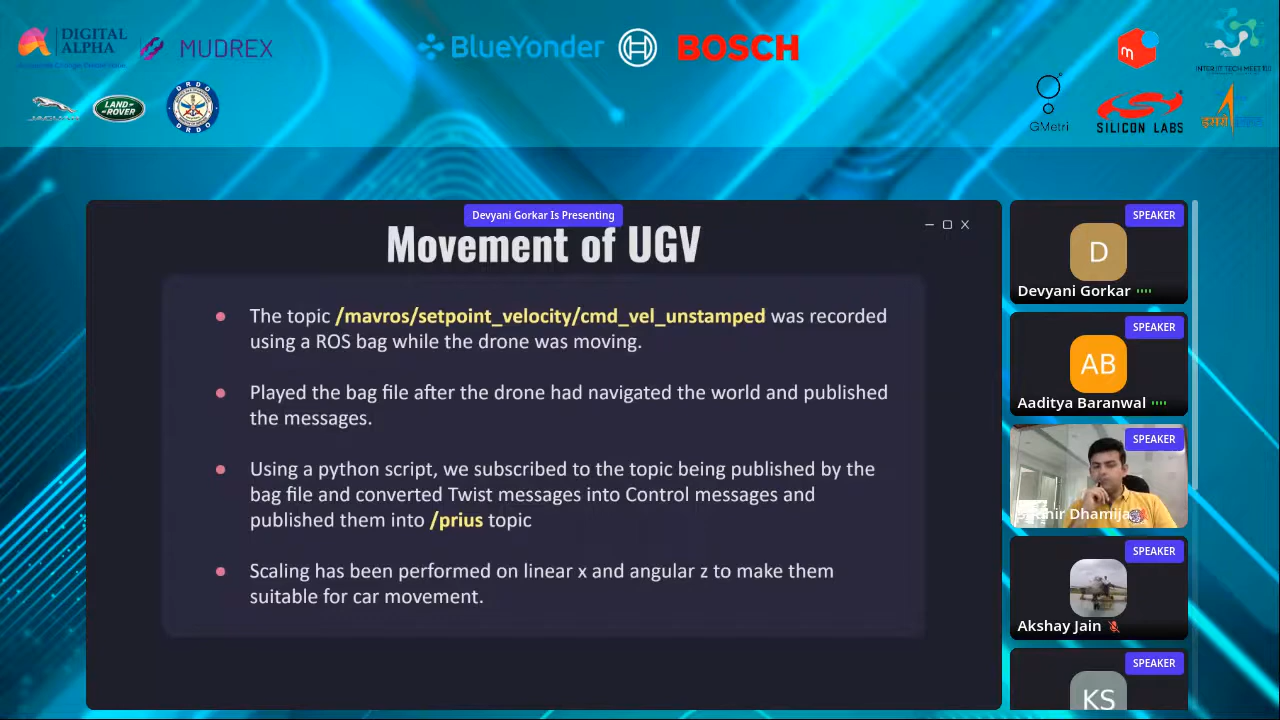 DIGITAL
ALPHA
MUDREX
BlueYonder
BOSCH
JAGUAR
LAND-
ROVER
DRDO
DRDO
m
GMetri
SILICON LABS
इसरो
Devyani Gorkar Is Presenting
Movement of UGV
The topic /mavros/setpoint_velocity/cmd_vel_unstamped was recorded
using a ROS bag while the drone was moving.
Played the bag file after the drone had navigated the world and published
the messages.
Using a python script, we subscribed to the topic being published by the
bag file and converted Twist messages into Control messages and
published them into /prius topic
Scaling has been performed on linear x and angular z to make them
suitable for car movement.
SPEAKER
D
Devyani Gorkar
SPEAKER
AB
Aaditya Baranwal
SPEAKER
Dhamija
SPEAKER
Akshay Jain
SPEAKER
KS